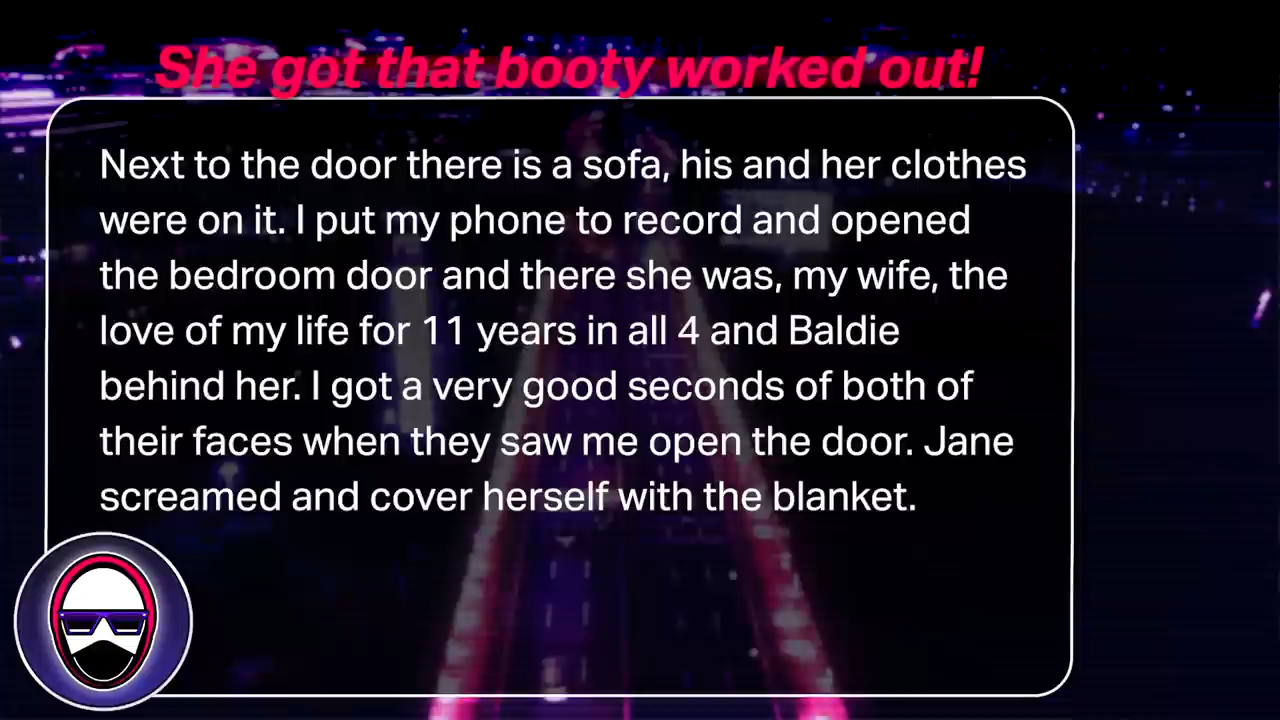 She got that booty worked out!
Next to the door there is a sofa, his and her clothes
were on it. I put my phone to record and opened
the bedroom door and there she was, my wife, the
love of my life for 11 years in all 4 and Baldie
behind her. I got a very good seconds of both of
their faces when they saw me open the door. Jane
screamed and cover herself with the blanket.